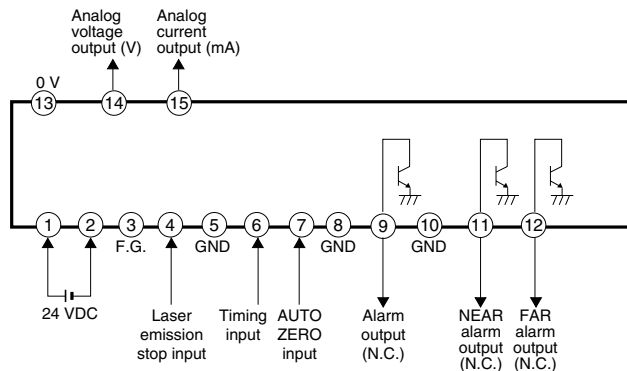 Analog
voltage
output (V)
Analog
current
output (mA)
0 V
13
14
15
1
2
3
4
5
6
7
8
9
10
11
12
F.G.
GND
GND
GND
24 VDC
Laser
emission
stop input
Timing
input
AUTO
ZERO
input
Alarm
output
(N.C.)
NEAR
alarm
output
(N.C.)
FAR
alarm
output
(N.C.)